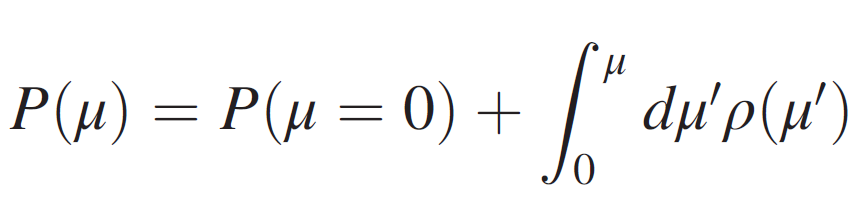 P(μ) = P(μ = 0) + ∫₀^μ dμ′ρ(μ′)